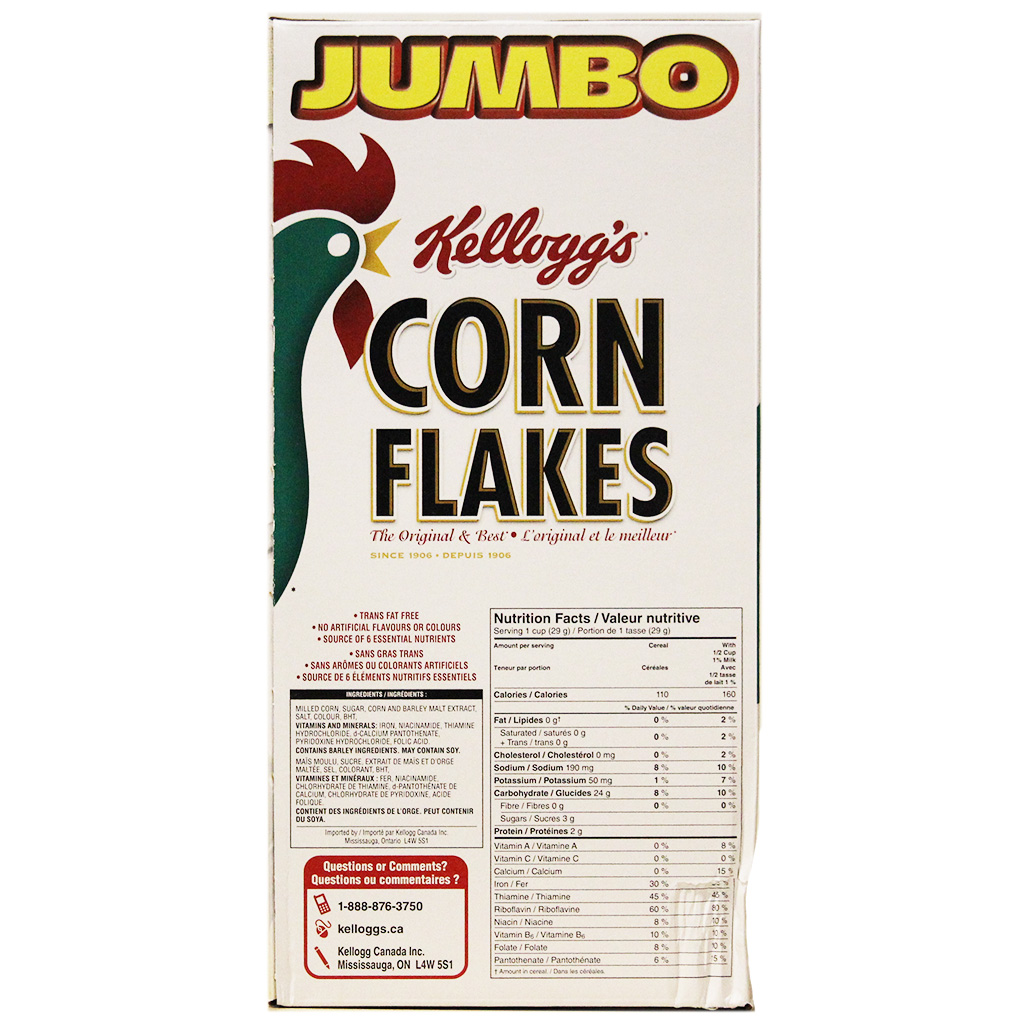 JUMBO
Kellogg's
CORN
FLAKES
The Original & Best • L'original et le meilleur
SINCE 1906 • DEPUIS 1906
• TRANS FAT FREE
• NO ARTIFICIAL FLAVOURS OR COLOURS
• SOURCE OF 6 ESSENTIAL NUTRIENTS
• SANS GRAS TRANS
• SANS ARÔMES OU COLORANTS ARTIFICIELS
• SOURCE DE 6 ÉLÉMENTS NUTRITIFS ESSENTIELS
INGREDIENTS / INGRÉDIENTS :
MILLED CORN, SUGAR, CORN AND BARLEY MALT EXTRACT,
SALT, COLOUR, BHT.
VITAMINS AND MINERALS: IRON, NIACINAMIDE, THIAMINE
HYDROCHLORIDE, d-CALCIUM PANTOTHENATE,
PYRIDOXINE HYDROCHLORIDE, FOLIC ACID.
CONTAINS BARLEY INGREDIENTS. MAY CONTAIN SOY.
MAÏS MOULU, SUCRE, EXTRAIT DE MAÏS ET D'ORGE
MALTÉE, SEL, COLORANT, BHT,
VITAMINES ET MINÉRAUX : FER, NIACINAMIDE,
CHLORHYDRATE DE THIAMINE, d-PANTOTHÉNATE DE
CALCIUM, CHLORHYDRATE DE PYRIDOXINE, ACIDE
FOLIQUE.
CONTIENT DES INGRÉDIENTS DE L'ORGE. PEUT CONTENIR
DU SOYA.
Imported by / Importé par Kellogg Canada Inc.
Mississauga, Ontario L4W 5S1
Questions or Comments?
Questions ou commentaires ?
1-888-876-3750
kelloggs.ca
Kellogg Canada Inc.
Mississauga, ON L4W 5S1
Nutrition Facts / Valeur nutritive
Serving 1 cup (29 g) / Portion de 1 tasse (29 g)
Amount per serving Cereal With
1/2 Cup
1% Milk
Teneur par portion Céréales Avec
1/2 tasse
de lait 1 %
Calories / Calories 110 160
% Daily Value / % valeur quotidienne
Fat / Lipides 0 g† 0 % 2 %
Saturated / saturés 0 g
+ Trans / trans 0 g 0 % 2 %
Cholesterol / Cholestérol 0 mg 0 % 2 %
Sodium / Sodium 190 mg 8 % 10 %
Potassium / Potassium 50 mg 1 % 7 %
Carbohydrate / Glucides 24 g 8 % 10 %
Fibre / Fibres 0 g 0 % 0 %
Sugars / Sucres 3 g
Protein / Protéines 2 g
Vitamin A / Vitamine A 0 % 8 %
Vitamin C / Vitamine C 0 % 0 %
Calcium / Calcium 0 % 15 %
Iron / Fer 30 %
Thiamine / Thiamine 45 % 45 %
Riboflavin / Riboflavine 60 % 80 %
Niacin / Niacine 8 % 10 %
Vitamin B6 / Vitamine B6 10 % 10 %
Folate / Folate 8 % 10 %
Pantothenate / Pantothénate 6 %
† Amount in cereal. / Dans les céréales.